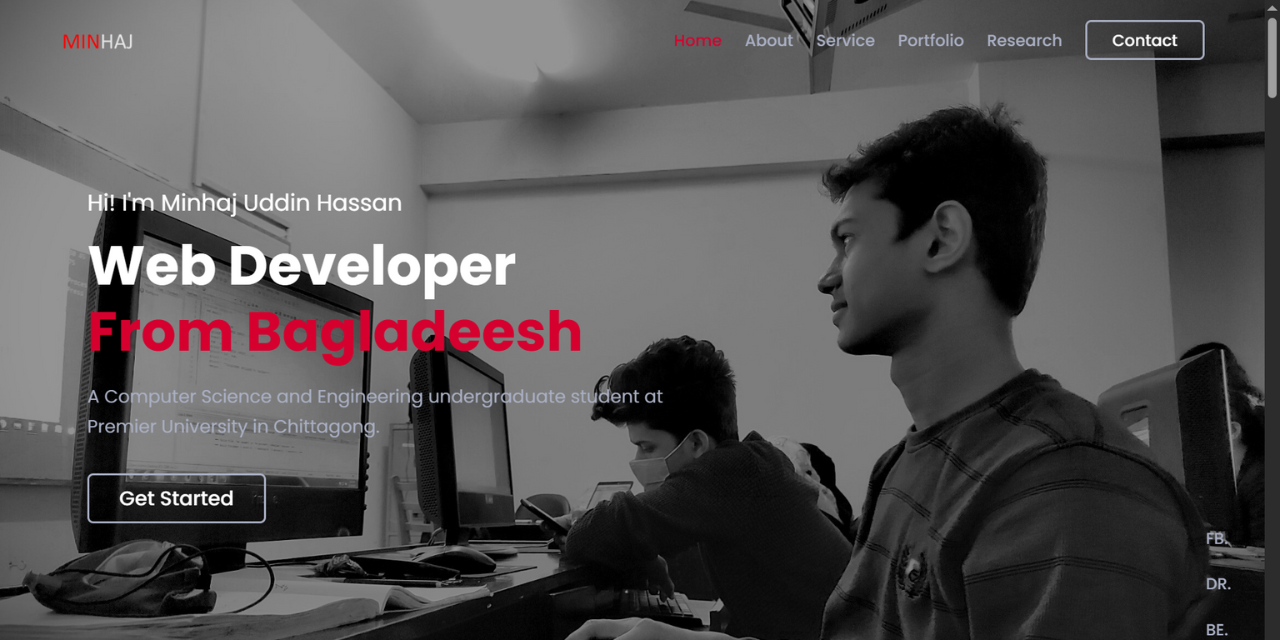 MINHAJ
Home About Service Portfolio Research Contact
Hi! I'm Minhaj Uddin Hassan
Web Developer
From Bagladeesh
A Computer Science and Engineering undergraduate student at
Premier University in Chittagong.
Get Started
FB.
DR.
BE.